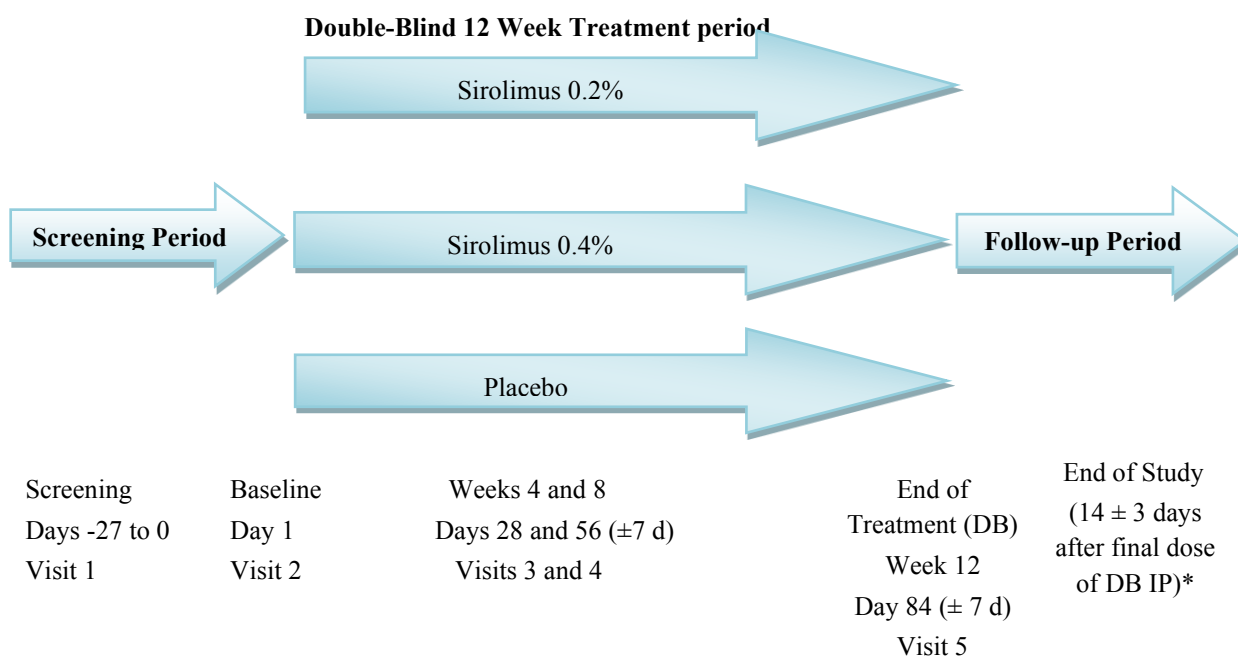 Double-Blind 12 Week Treatment period
Sirolimus 0.2%
Screening Period
Sirolimus 0.4%
Follow-up Period
Placebo
Screening
Days -27 to 0
Visit 1
Baseline
Day 1
Visit 2
Weeks 4 and 8
Days 28 and 56 (±7 d)
Visits 3 and 4
End of
Treatment (DB)
Week 12
Day 84 (± 7 d)
Visit 5
End of Study
(14 ± 3 days
after final dose
of DB IP)*